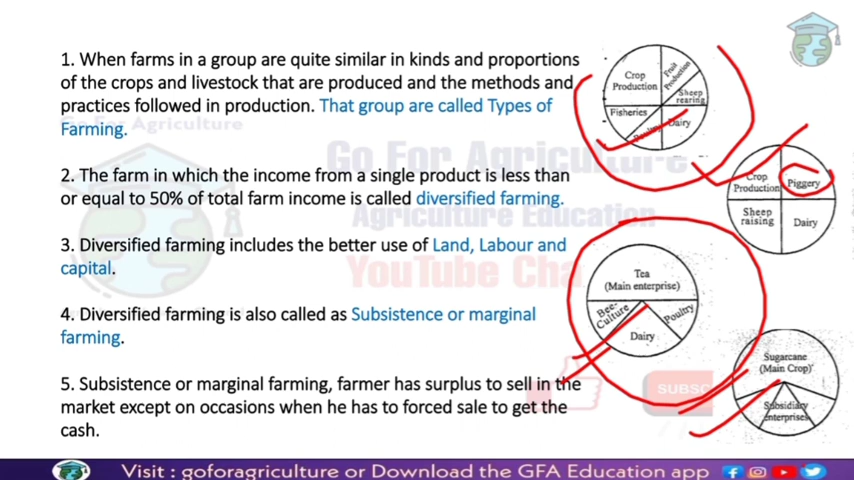 1. When farms in a group are quite similar in kinds and proportions
of the crops and livestock that are produced and the methods and
practices followed in production. That group are called Types of
Farming.
2. The farm in which the income from a single product is less than
or equal to 50% of total farm income is called diversified farming.
3. Diversified farming includes the better use of Land, Labour and
capital.
4. Diversified farming is also called as Subsistence or marginal
farming.
5. Subsistence or marginal farming, farmer has surplus to sell in the
market except on occasions when he has to forced sale to get the
cash.
Crop
Production
Fruit
Production
Sheep
rearing
Fisheries
Dairy
Crop
Production
Piggery
Sheep
raising
Dairy
Tea
(Main enterprise)
Bee-
Culture
Poultry
Dairy
Sugarcane
(Main Crop)
Subsidiary
enterprises
Go For Agriculture
Go For Agriculture
Agriculture Education
YouTube Cha
SUBSC
Visit : goforagriculture or Download the GFA Education app